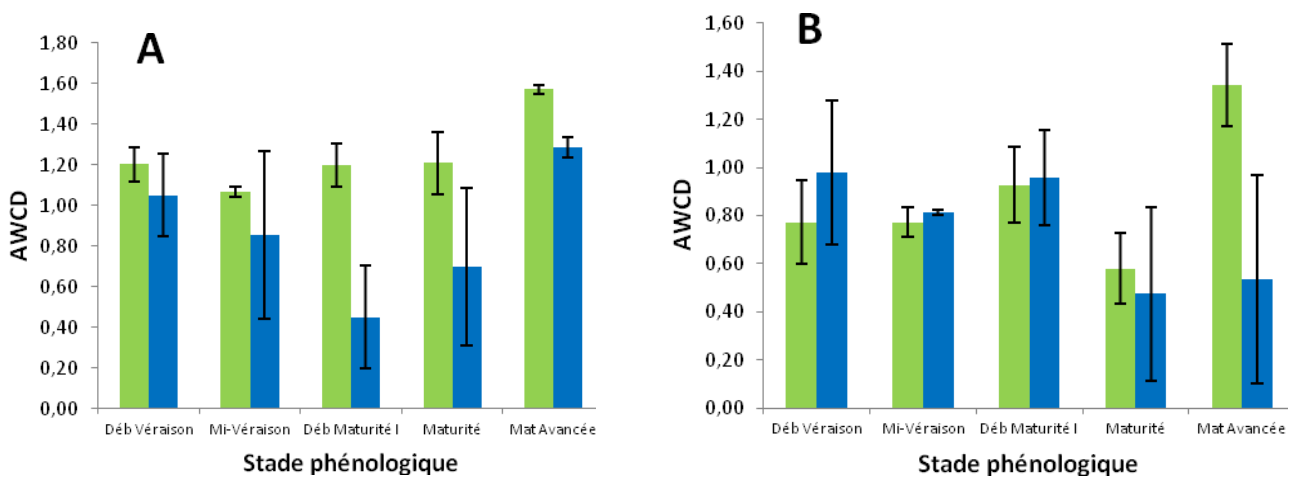 A
AWCD
1,80
1,60
1,40
1,20
1,00
0,80
0,60
0,40
0,20
0,00
Déb Véraison Mi-Véraison Déb Maturité I Maturité Mat Avancée
Stade phénologique
B
AWCD
1,60
1,40
1,20
1,00
0,80
0,60
0,40
0,20
0,00
Déb Véraison Mi-Véraison Déb Maturité I Maturité Mat Avancée
Stade phénologique